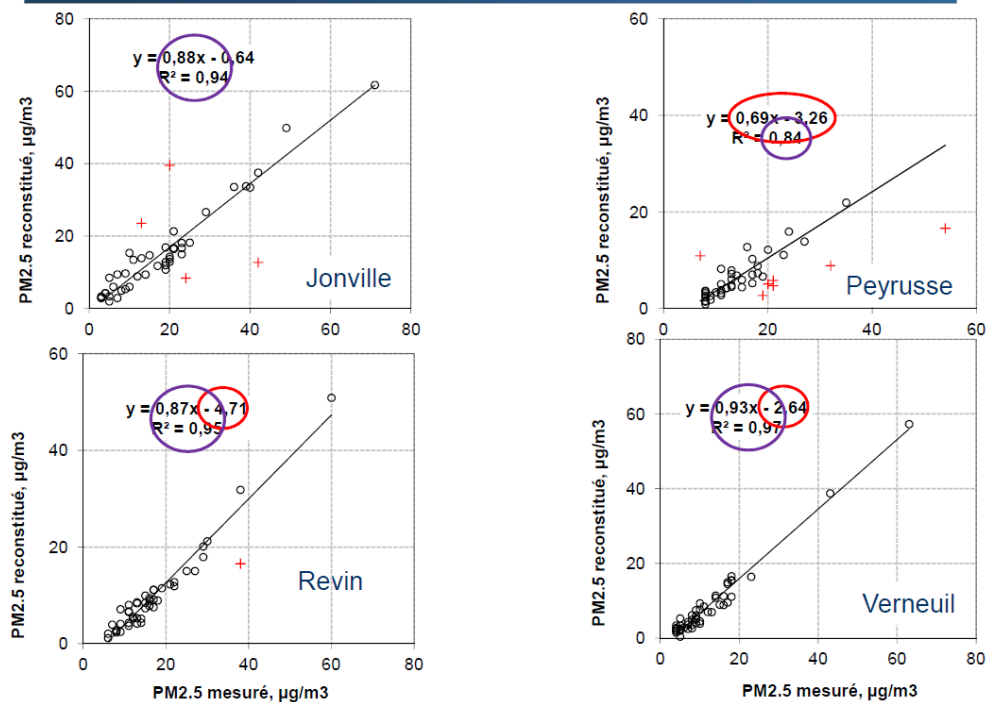 80
60
40
20
0
0
20
40
60
80
PM2.5 reconstitué, µg/m3
y = 0,88x - 0,64
R² = 0,94
Jonville
60
40
20
0
0
20
40
60
PM2.5 reconstitué, µg/m3
y = 0,69x - 3,26
R² = 0,84
Peyrusse
60
40
20
0
0
20
40
60
80
PM2.5 reconstitué, µg/m3
y = 0,87x - 4,71
R² = 0,95
Revin
PM2.5 mesuré, µg/m3
80
60
40
20
0
0
20
40
60
80
PM2.5 reconstitué, µg/m3
y = 0,93x - 2,64
R² = 0,97
Verneuil
PM2.5 mesuré, µg/m3